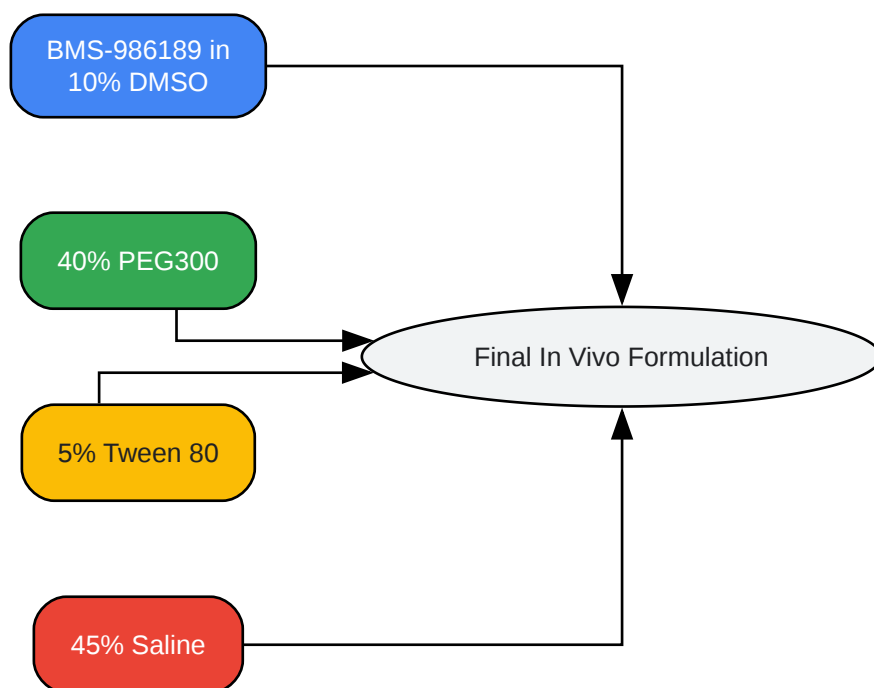 BMS-986189 in
10% DMSO
40% PEG300
Final In Vivo Formulation
5% Tween 80
45% Saline